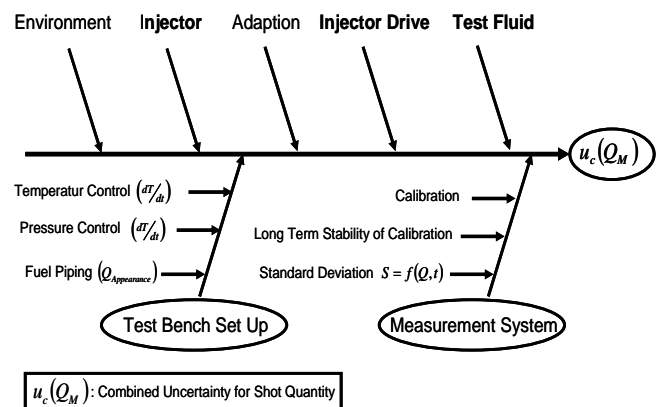 Environment Injector Adaption Injector Drive Test Fluid
u_c(Q_M)
Temperatur Control (dT/dt)
Calibration
Pressure Control (dT/dt)
Long Term Stability of Calibration
Fuel Piping (Q_Appearance)
Standard Deviation S = f(Q,t)
Test Bench Set Up
Measurement System
u_c(Q_M): Combined Uncertainty for Shot Quantity